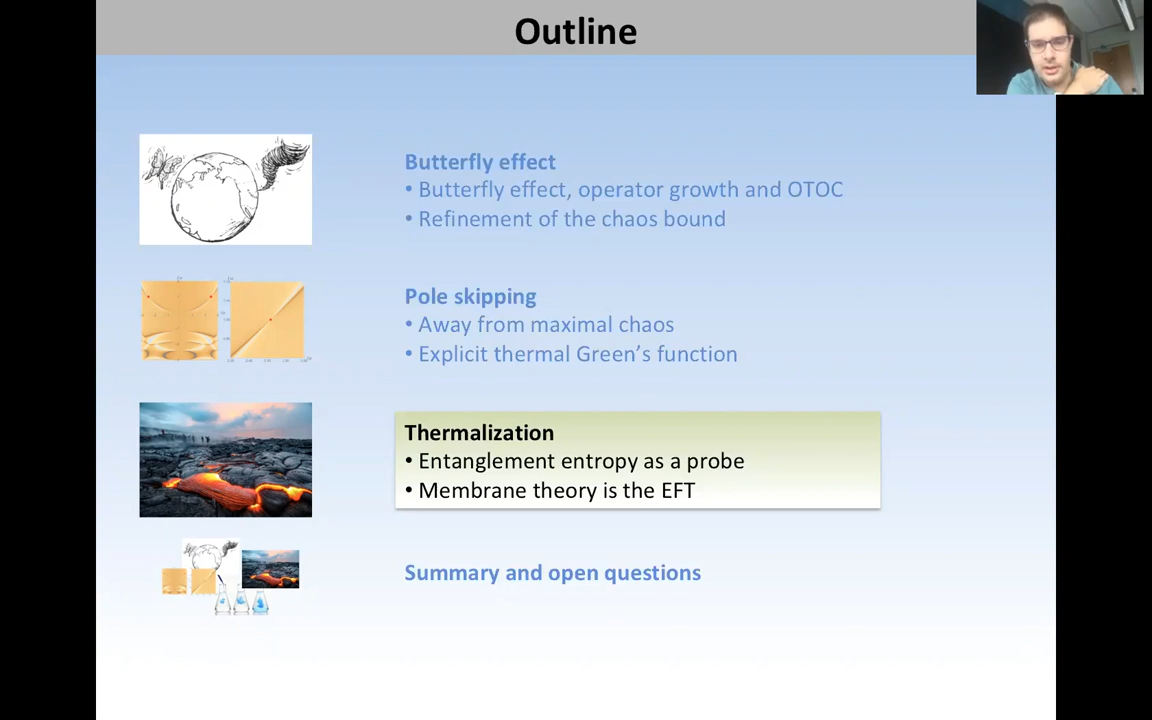 Outline
Butterfly effect
• Butterfly effect, operator growth and OTOC
• Refinement of the chaos bound
Pole skipping
• Away from maximal chaos
• Explicit thermal Green's function
Thermalization
• Entanglement entropy as a probe
• Membrane theory is the EFT
Summary and open questions